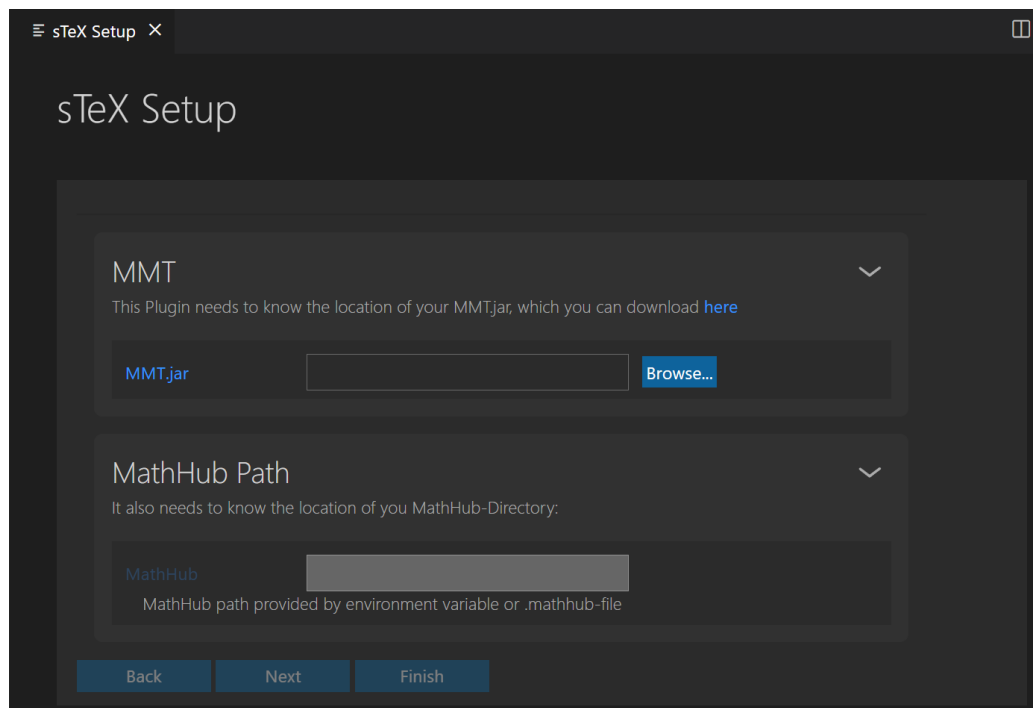 sTeX Setup
sTeX Setup
MMT
This Plugin needs to know the location of your MMT.jar, which you can download here
MMT.jar
Browse...
MathHub Path
It also needs to know the location of you MathHub-Directory:
MathHub
MathHub path provided by environment variable or .mathhub-file
Back Next Finish